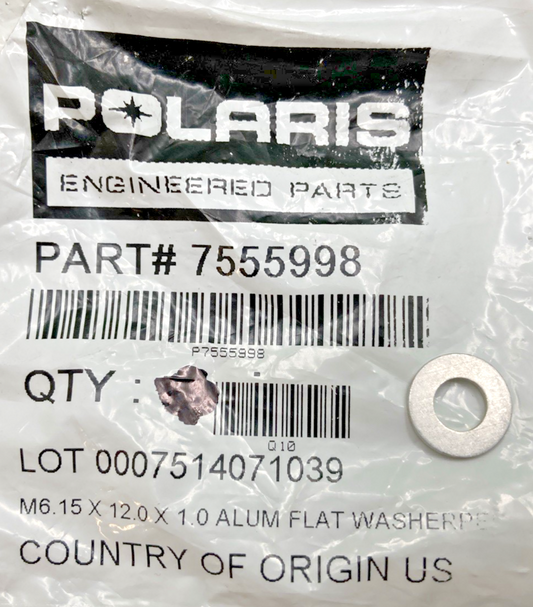 POLARIS
ENGINEERED PARTS
PART# 7555998
P7555998
QTY :
Q10
LOT 0007514071039
M6.15 X 12.0 X 1.0 ALUM FLAT WASHER
COUNTRY OF ORIGIN US